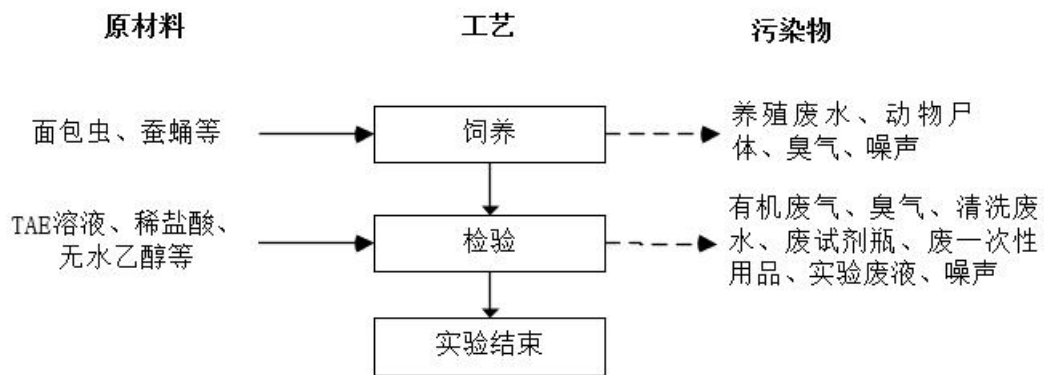 原材料 工艺 污染物
面包虫、蚕蛹等
饲养
养殖废水、动物尸
体、臭气、噪声
TAE溶液、稀盐酸、
无水乙醇等
检验
有机废气、臭气、清洗废
水、废试剂瓶、废一次性
用品、实验废液、噪声
实验结束